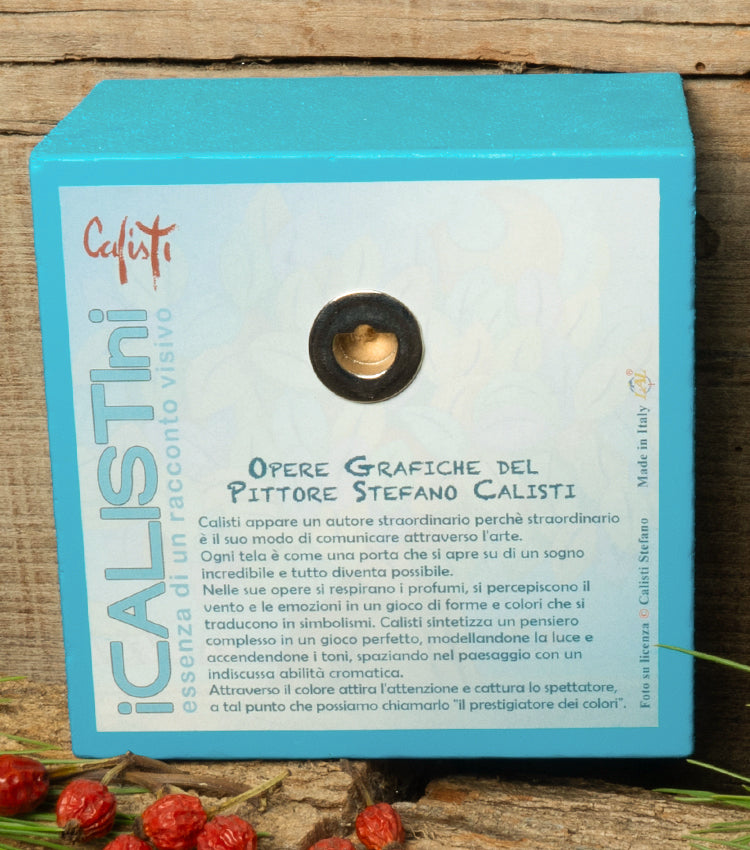 Calisti
iCALISTIni
essenza di un racconto visivo
OPERE GRAFICHE DEL
PITTORE STEFANO CALISTI
Calisti appare un autore straordinario perchè straordinario
è il suo modo di comunicare attraverso l'arte.
Ogni tela è come una porta che si apre su di un sogno
incredibile e tutto diventa possibile.
Nelle sue opere si respirano i profumi, si percepiscono il
vento e le emozioni in un gioco di forme e colori che si
traducono in simbolismi. Calisti sintetizza un pensiero
complesso in un gioco perfetto, modellandone la luce e
accendendone i toni, spaziando nel paesaggio con un
indiscussa abilità cromatica.
Attraverso il colore attira l'attenzione e cattura lo spettatore,
a tal punto che possiamo chiamarlo "il prestigiatore dei colori".
Foto su licenza © Calisti Stefano Made in Italy